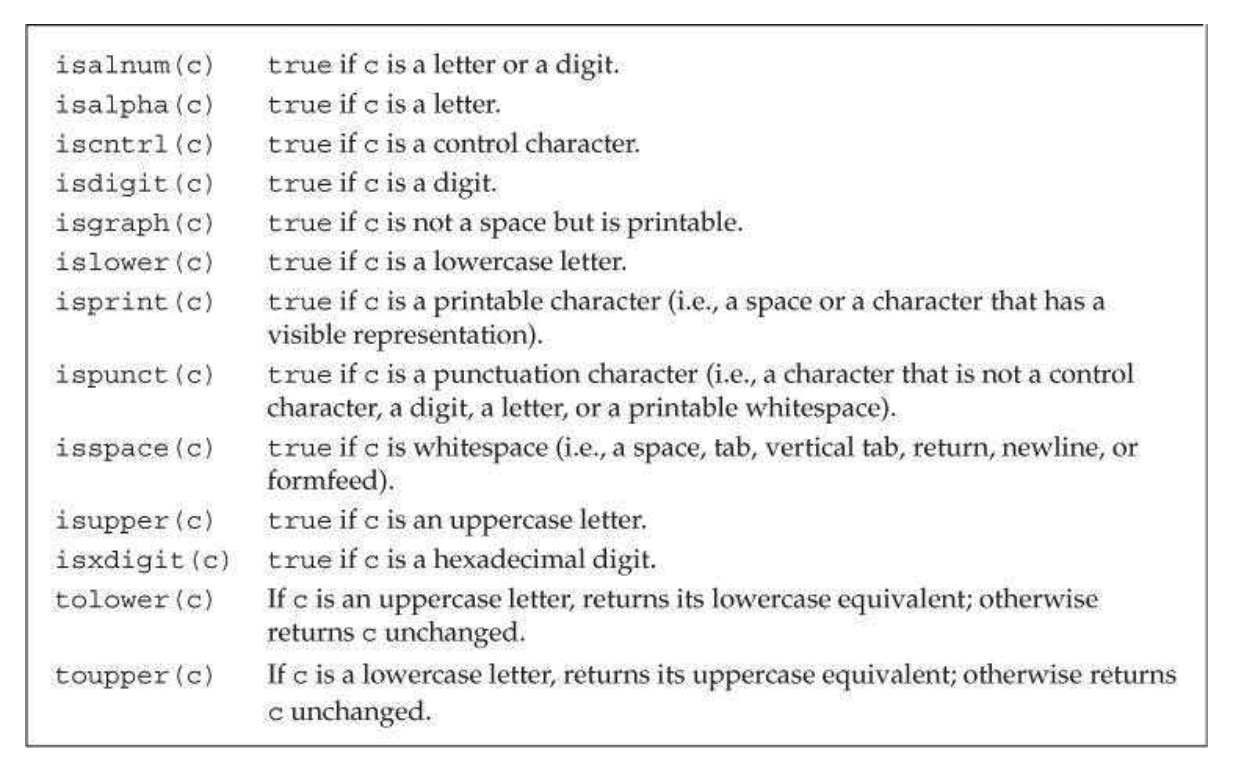 isalnum(c) true if c is a letter or a digit.
isalpha(c) true if c is a letter.
iscntrl(c) true if c is a control character.
isdigit(c) true if c is a digit.
isgraph(c) true if c is not a space but is printable.
islower(c) true if c is a lowercase letter.
isprint(c) true if c is a printable character (i.e., a space or a character that has a
visible representation).
ispunct(c) true if c is a punctuation character (i.e., a character that is not a control
character, a digit, a letter, or a printable whitespace).
isspace(c) true if c is whitespace (i.e., a space, tab, vertical tab, return, newline, or
formfeed).
isupper(c) true if c is an uppercase letter.
isxdigit(c) true if c is a hexadecimal digit.
tolower(c) If c is an uppercase letter, returns its lowercase equivalent; otherwise
returns c unchanged.
toupper(c) If c is a lowercase letter, returns its uppercase equivalent; otherwise returns
c unchanged.